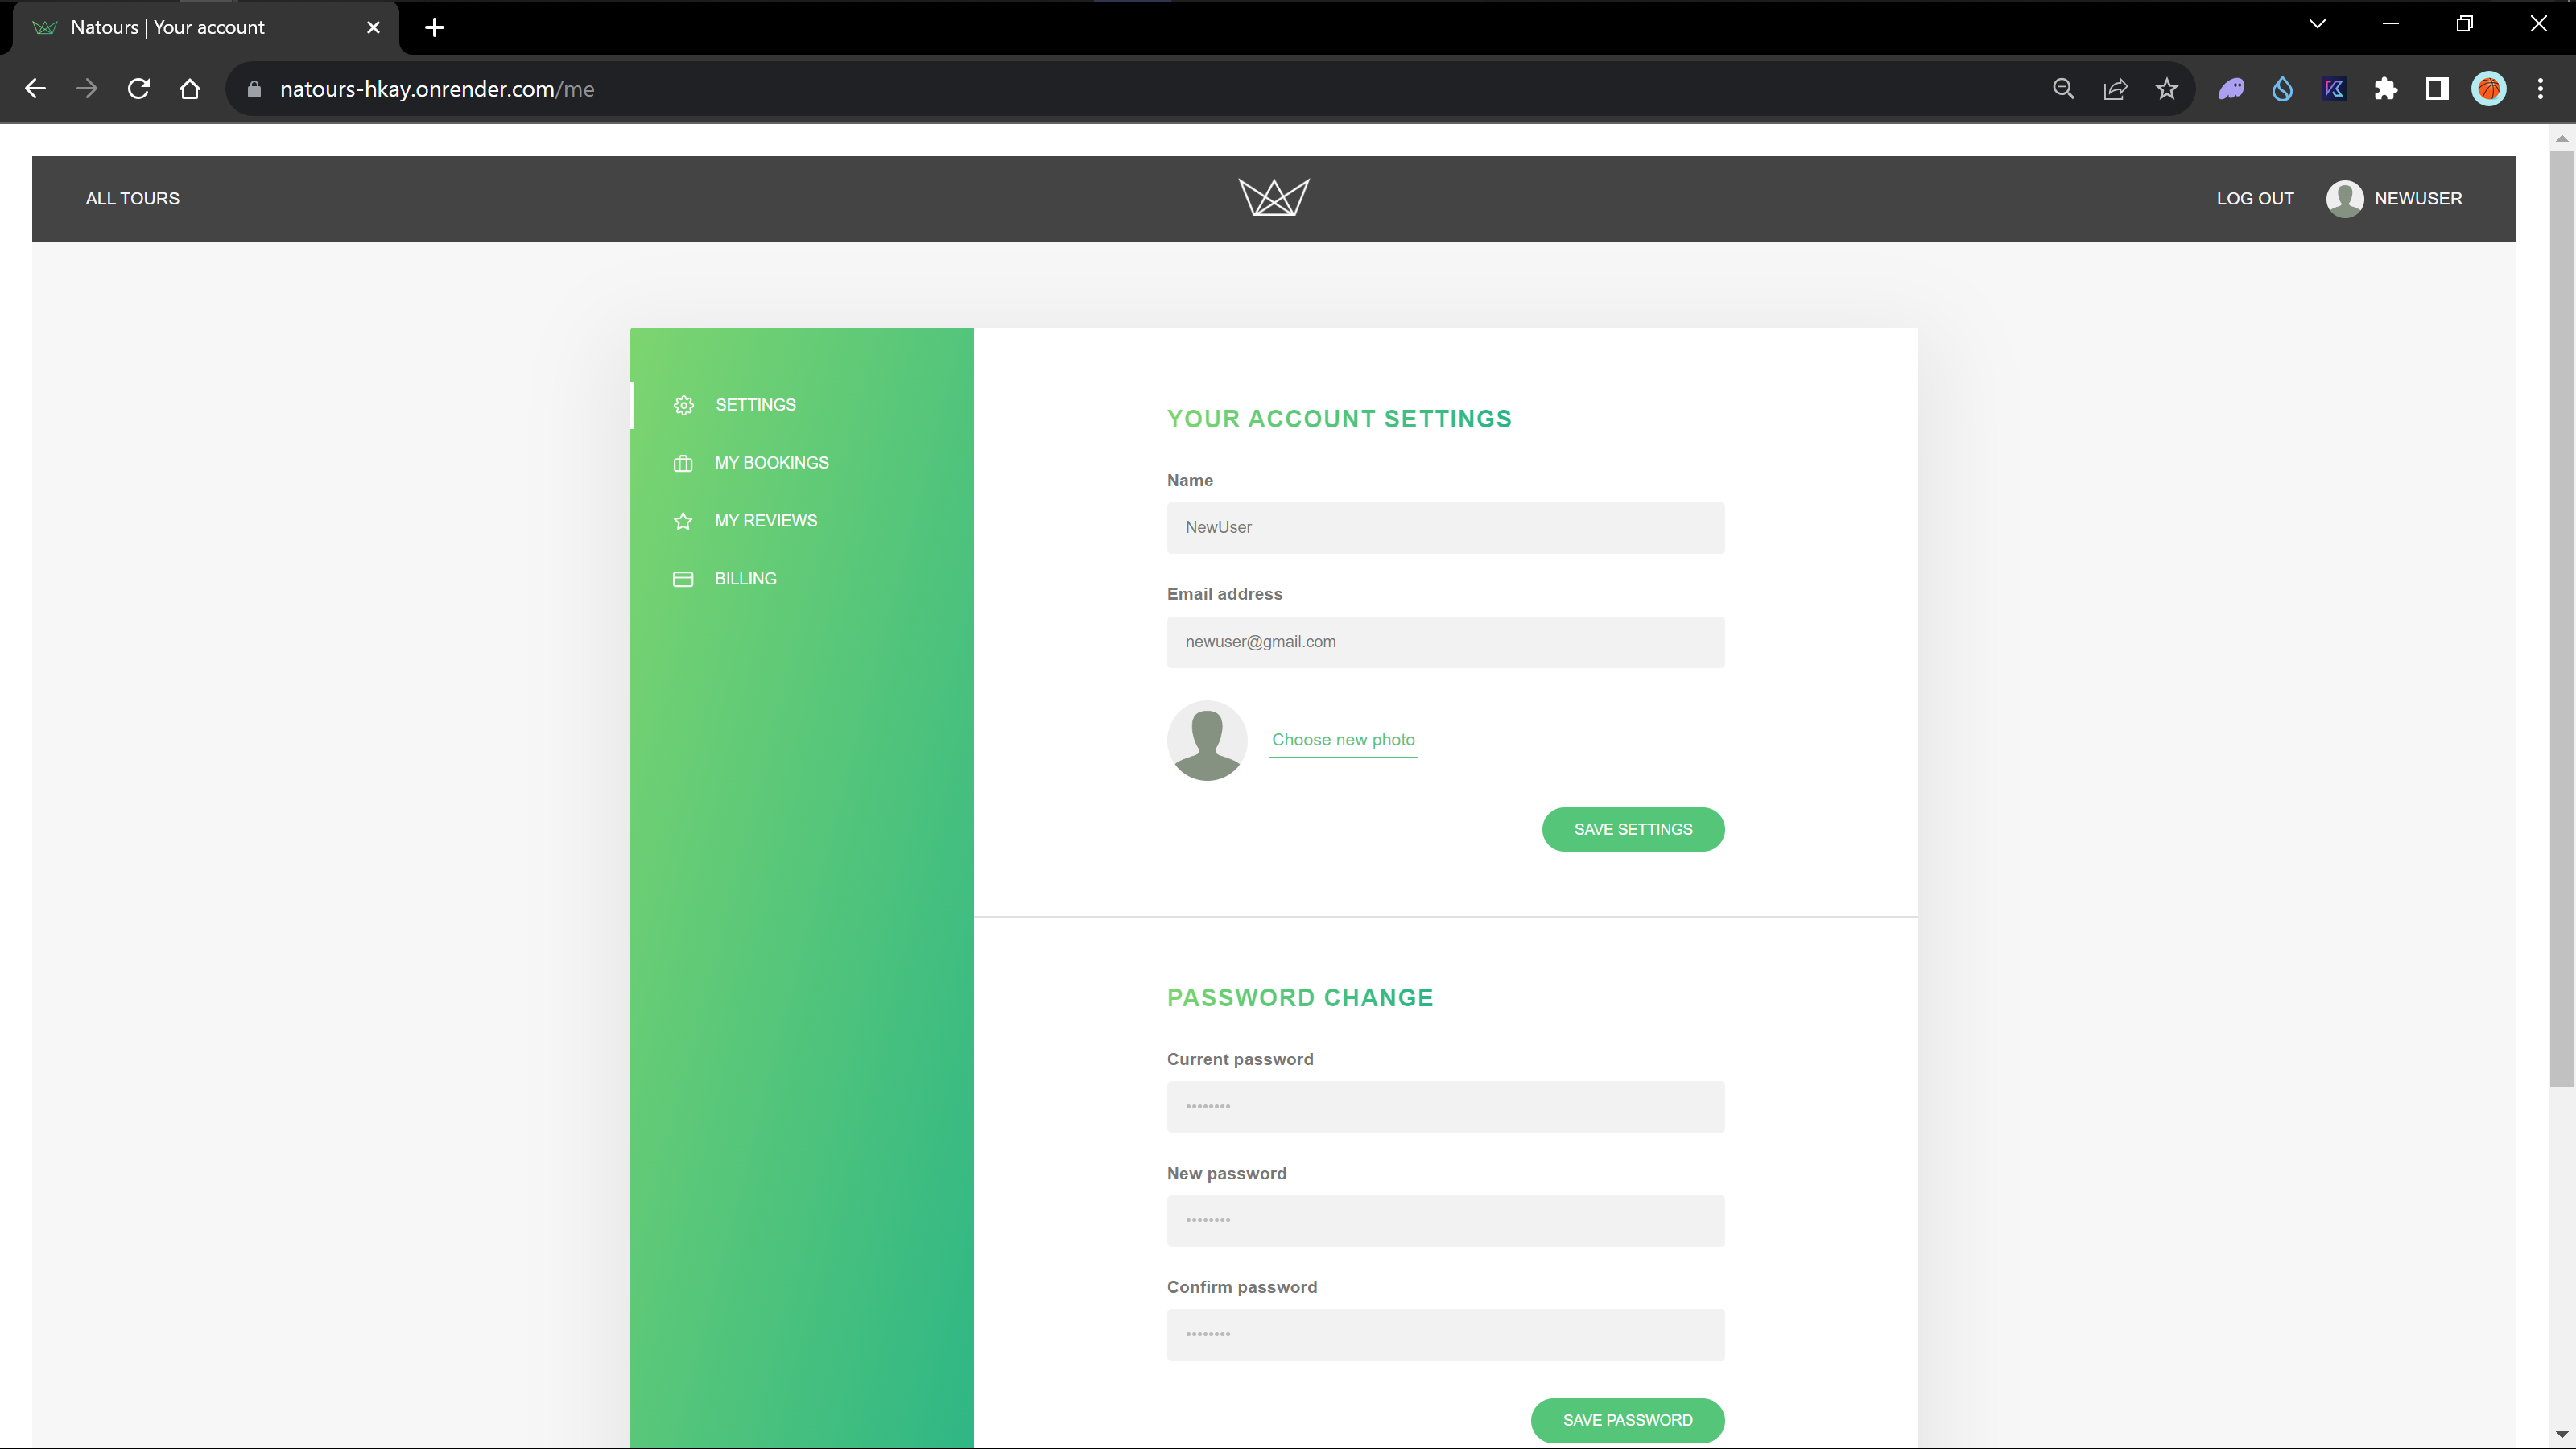 Natours | Your account
natours-hkay.onrender.com/me
ALL TOURS
LOG OUT
NEWUSER
SETTINGS
MY BOOKINGS
MY REVIEWS
BILLING
YOUR ACCOUNT SETTINGS
Name
NewUser
Email address
newuser@gmail.com
Choose new photo
SAVE SETTINGS
PASSWORD CHANGE
Current password
••••••••
New password
••••••••
Confirm password
••••••••
SAVE PASSWORD